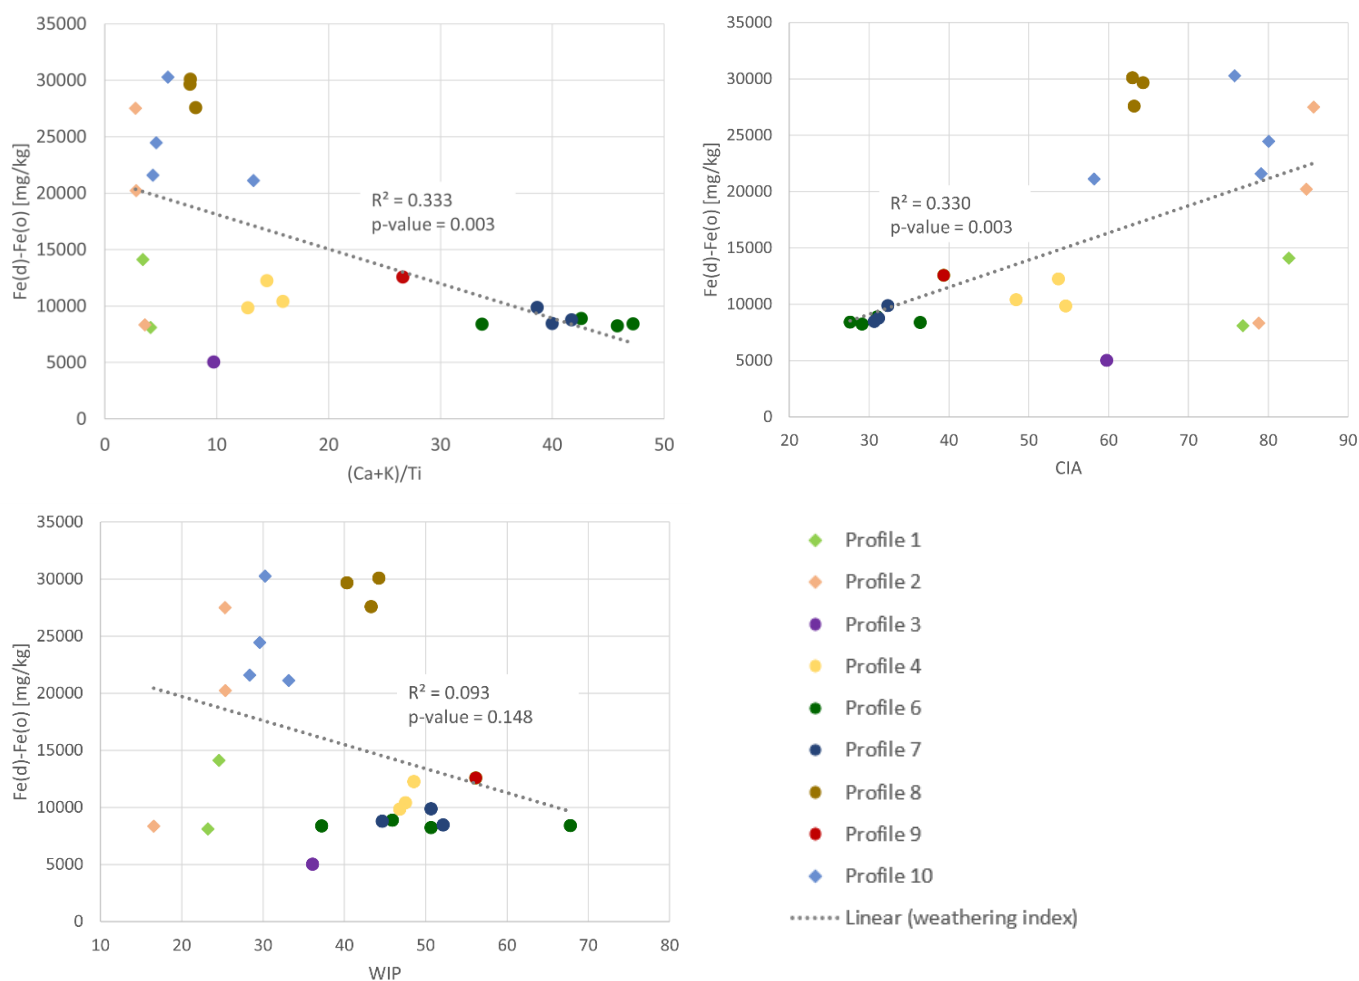 35000
30000
25000
20000
15000
10000
5000
0
Fe(d)-Fe(o) [mg/kg]
R² = 0.333
p-value = 0.003
0 10 20 30 40 50
(Ca+K)/Ti
35000
30000
25000
20000
15000
10000
5000
0
Fe(d)-Fe(o) [mg/kg]
R² = 0.330
p-value = 0.003
20 30 40 50 60 70 80 90
CIA
35000
30000
25000
20000
15000
10000
5000
0
Fe(d)-Fe(o) [mg/kg]
R² = 0.093
p-value = 0.148
10 20 30 40 50 60 70 80
WIP
Profile 1
Profile 2
Profile 3
Profile 4
Profile 6
Profile 7
Profile 8
Profile 9
Profile 10
Linear (weathering index)